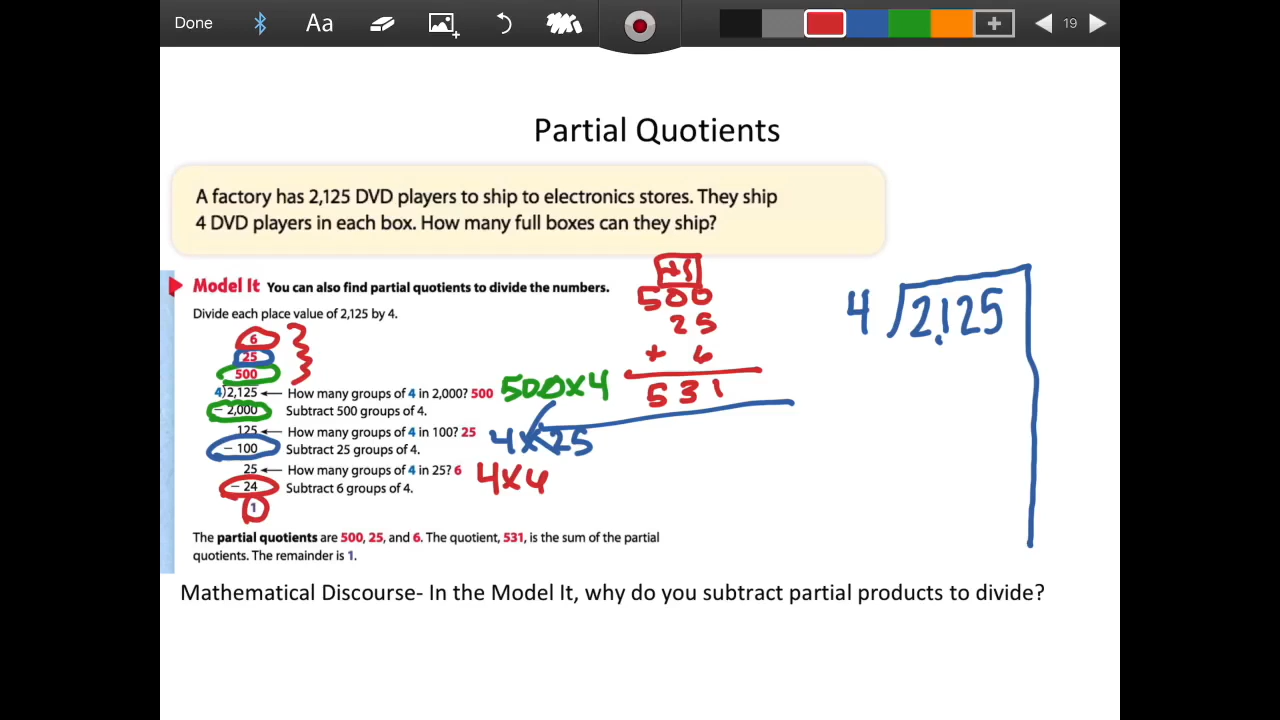 Done
Aa
19
Partial Quotients
A factory has 2,125 DVD players to ship to electronics stores. They ship
4 DVD players in each box. How many full boxes can they ship?
Model It You can also find partial quotients to divide the numbers.
Divide each place value of 2,125 by 4.
6
25
500
4)2,125 How many groups of 4 in 2,000? 500
− 2,000 Subtract 500 groups of 4.
125 How many groups of 4 in 100? 25
− 100 Subtract 25 groups of 4.
25 How many groups of 4 in 25? 6
− 24 Subtract 6 groups of 4.
1
500x4
4x25
4x6
+1
500
25
+ 6
531
4 2,125
The partial quotients are 500, 25, and 6. The quotient, 531, is the sum of the partial
quotients. The remainder is 1.
Mathematical Discourse- In the Model It, why do you subtract partial products to divide?